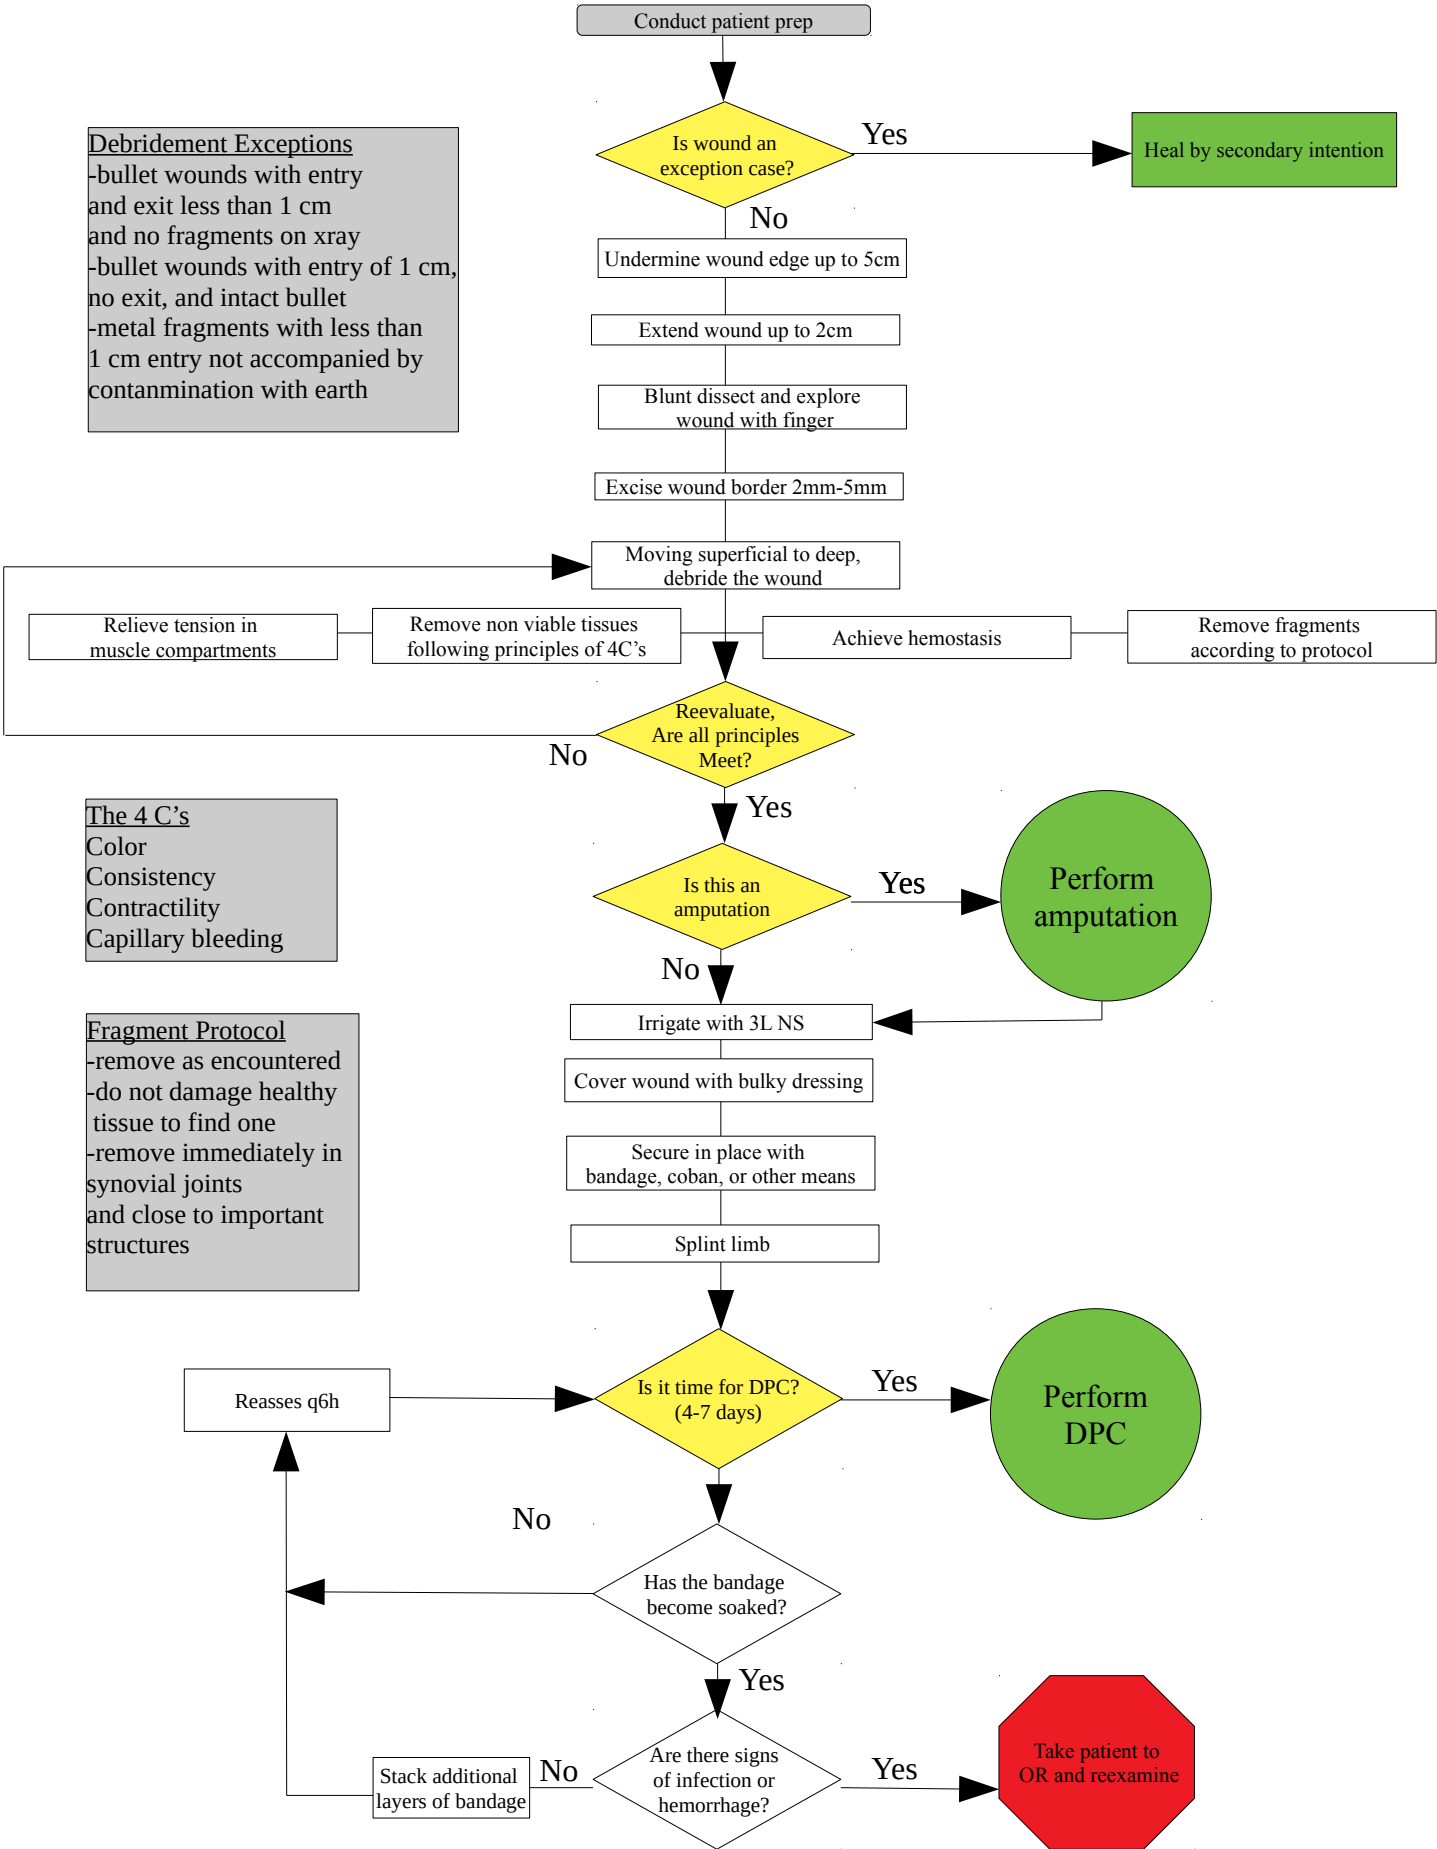 Conduct patient prep
Debridement Exceptions
-bullet wounds with entry
and exit less than 1 cm
and no fragments on xray
-bullet wounds with entry of 1 cm,
no exit, and intact bullet
-metal fragments with less than
1 cm entry not accompanied by
contanmination with earth
Is wound an
exception case?
Yes
Heal by secondary intention
No
Undermine wound edge up to 5cm
Extend wound up to 2cm
Blunt dissect and explore
wound with finger
Excise wound border 2mm-5mm
Moving superficial to deep,
debride the wound
Relieve tension in
muscle compartments
Remove non viable tissues
following principles of 4C's
Achieve hemostasis
Remove fragments
according to protocol
Reevaluate,
Are all principles
Meet?
No
Yes
The 4 C's
Color
Consistency
Contractility
Capillary bleeding
Is this an
amputation
Yes
Perform
amputation
No
Irrigate with 3L NS
Fragment Protocol
-remove as encountered
-do not damage healthy
tissue to find one
-remove immediately in
synovial joints
and close to important
structures
Cover wound with bulky dressing
Secure in place with
bandage, coban, or other means
Splint limb
Reasses q6h
Is it time for DPC?
(4-7 days)
Yes
Perform
DPC
No
Has the bandage
become soaked?
Yes
Are there signs
of infection or
hemorrhage?
No
Stack additional
layers of bandage
Yes
Take patient to
OR and reexamine